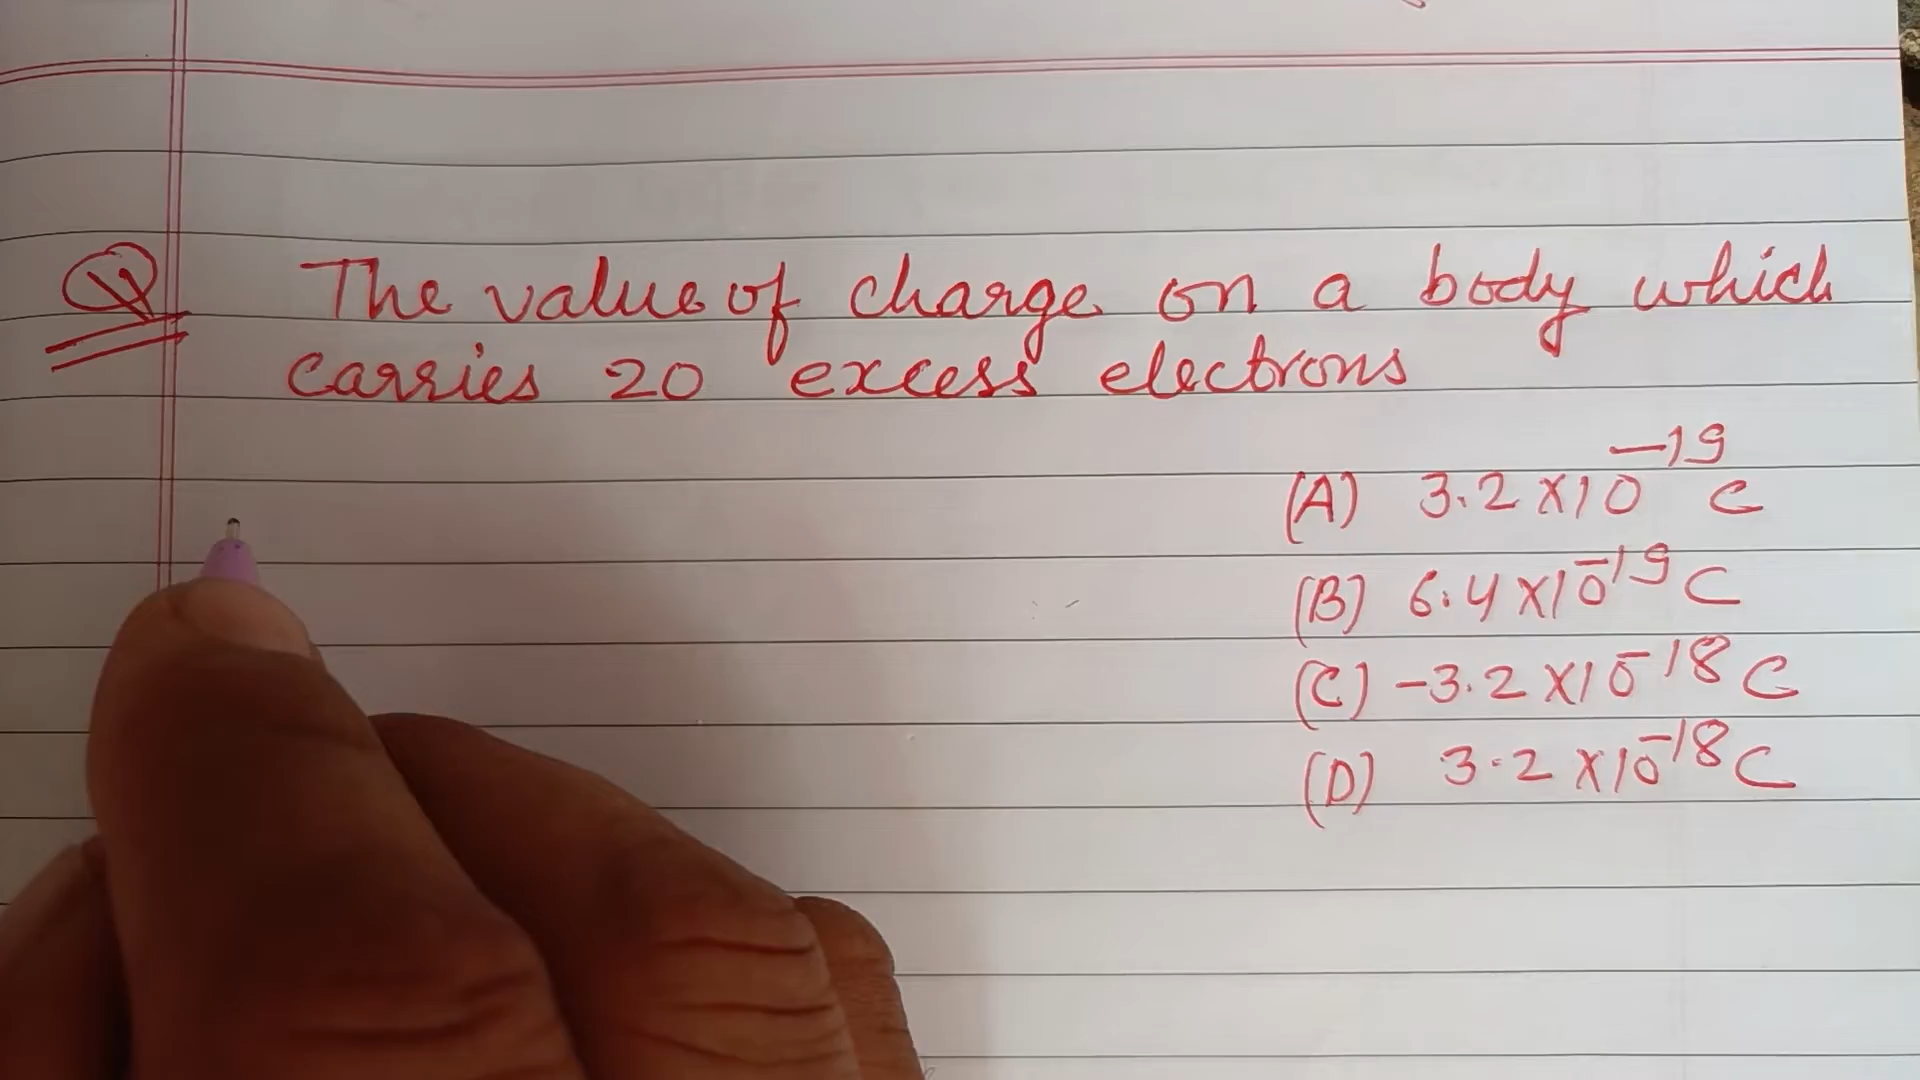 Q The value of charge on a body which
carries 20 excess electrons
(A) 3.2 × 10⁻¹⁹ C
(B) 6.4 × 10⁻¹⁹ C
(C) -3.2 × 10⁻¹⁸ C
(D) 3.2 × 10⁻¹⁸ C